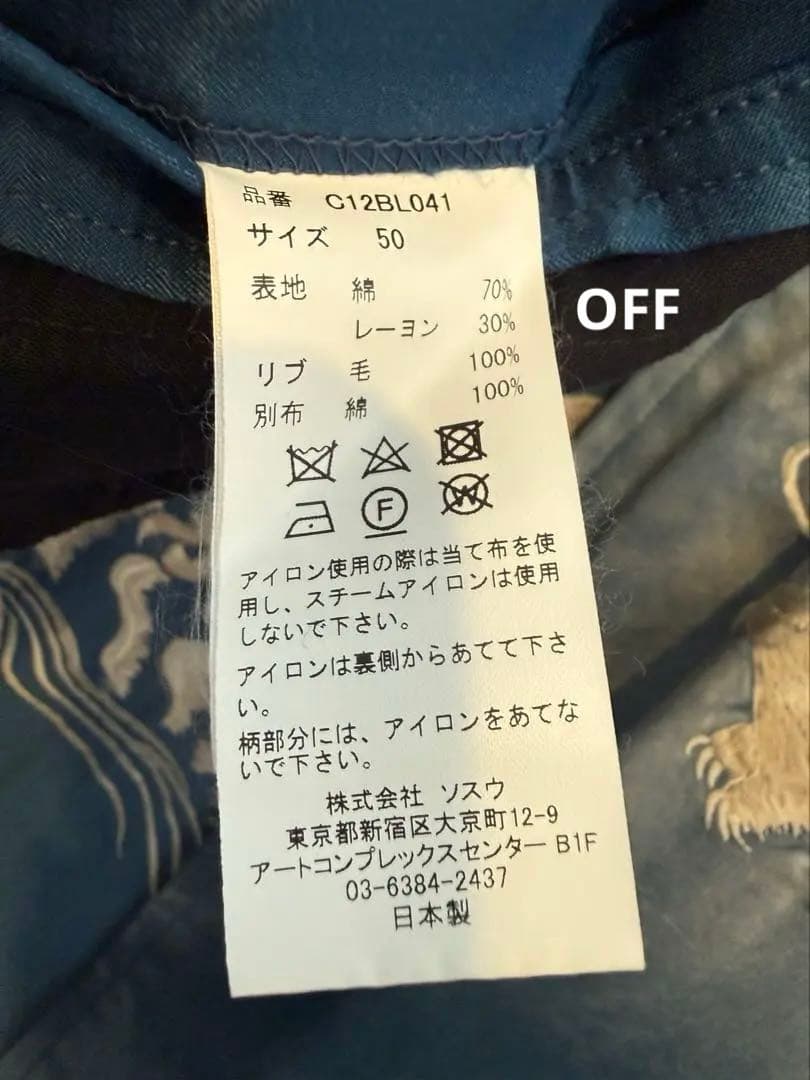 品番 C12BL041
サイズ 50
表地 綿 70%
レーヨン 30%
リブ 毛 100%
別布 綿 100%
OFF
F
W
アイロン使用の際は当て布を使
用し、スチームアイロンは使用
しないで下さい。
アイロンは裏側からあてて下さ
い。
柄部分には、アイロンをあてな
いで下さい。
株式会社 ソスウ
東京都新宿区大京町12-9
アートコンプレックスセンター B1F
03-6384-2437
日本製